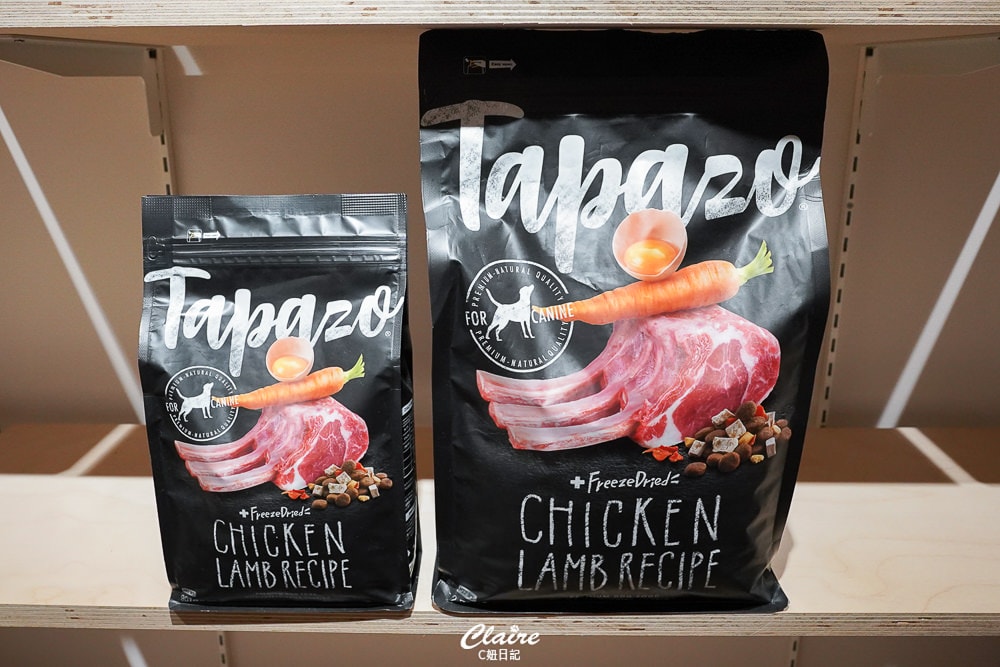 Tapazo®
PREMIUM-NATURAL QUALITY
FOR CANINE
PREMIUM-NATURAL QUALITY
+FreezeDried=
CHICKEN
LAMB RECIPE
Tapazo®
PREMIUM-NATURAL QUALITY
FOR CANINE
PREMIUM-NATURAL QUALITY
+FreezeDried=
CHICKEN
LAMB RECIPE
Claire
C妞日記